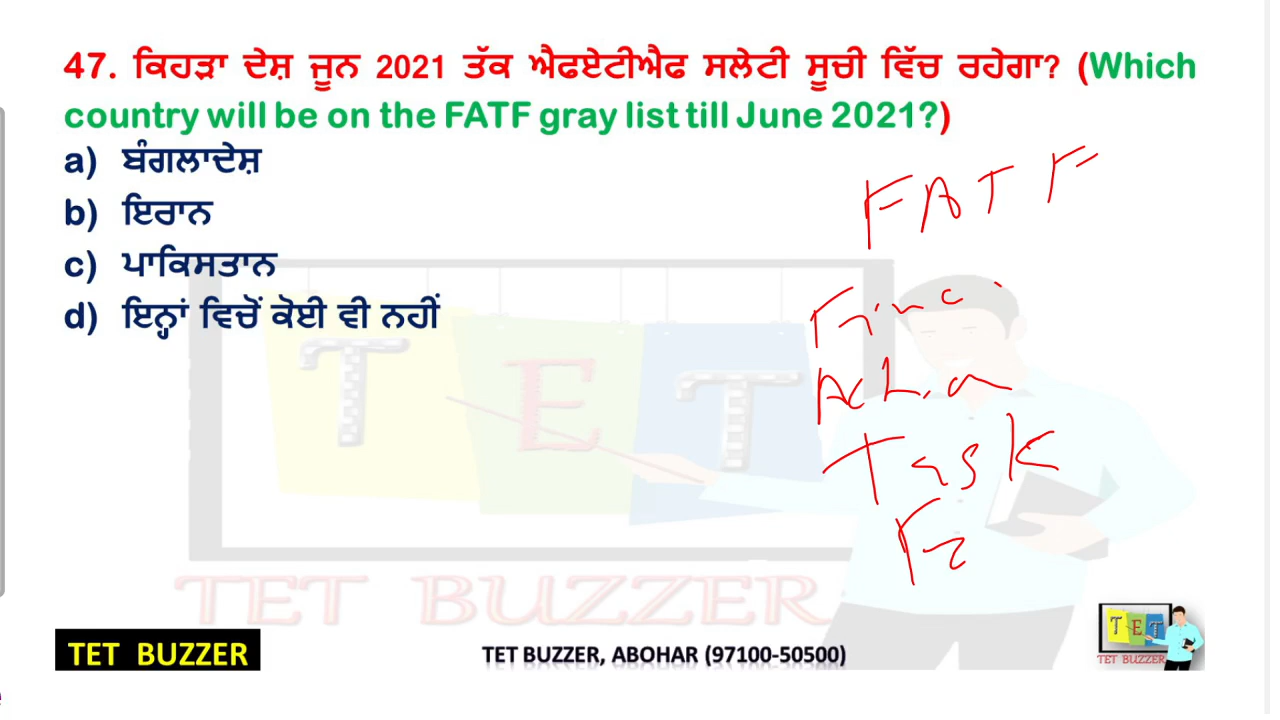 47. ਕਿਹੜਾ ਦੇਸ਼ ਜੂਨ 2021 ਤੱਕ ਐਫਏਟੀਐਫ ਸਲੇਟੀ ਸੂਚੀ ਵਿੱਚ ਰਹੇਗਾ? (Which
country will be on the FATF gray list till June 2021?)
a) ਬੰਗਲਾਦੇਸ਼
b) ਇਰਾਨ
c) ਪਾਕਿਸਤਾਨ
d) ਇਨ੍ਹਾਂ ਵਿਚੋਂ ਕੋਈ ਵੀ ਨਹੀਂ
FATF
Task
T E T
TET BUZZER
TET BUZZER
TET BUZZER, ABOHAR (97100-50500)
T E T
TET BUZZER